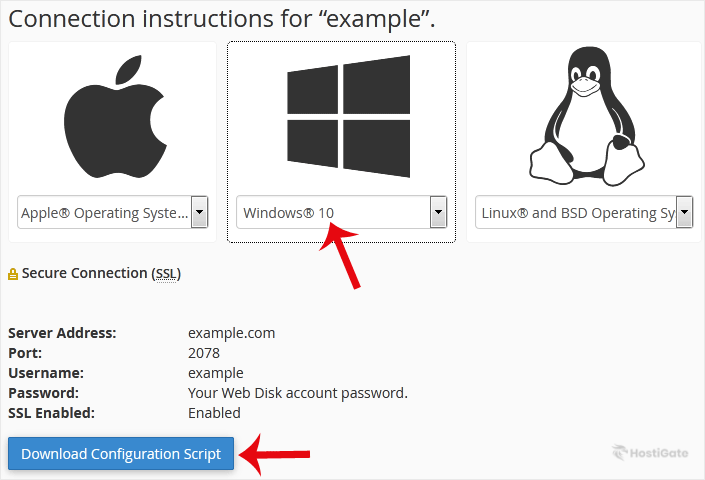 Connection instructions for “example”.
Apple® Operating Syste...
Windows® 10
Linux® and BSD Operating Sy
Secure Connection (SSL)
Server Address: example.com
Port: 2078
Username: example
Password: Your Web Disk account password.
SSL Enabled: Enabled
Download Configuration Script
HostiGato